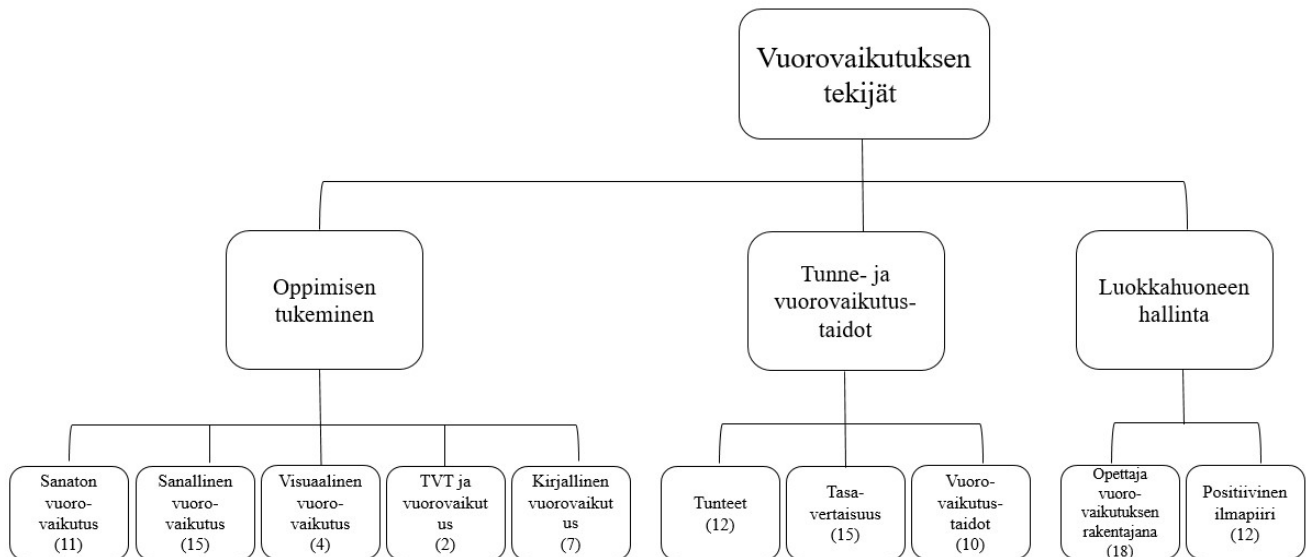 Vuorovaikutuksen
tekijät
Oppimisen
tukeminen
Tunne- ja
vuorovaikutus-
taidot
Luokkahuoneen
hallinta
Sanaton
vuoro-
vaikutus
(11)
Sanallinen
vuoro-
vaikutus
(15)
Visuaalinen
vuoro-
vaikutus
(4)
TVT ja
vuorovaikut
us
(2)
Kirjallinen
vuorovaikut
us
(7)
Tunteet
(12)
Tasa-
vertaisuus
(15)
Vuoro-
vaikutus-
taidot
(10)
Opettaja
vuoro-
vaikutuksen
rakentajana
(18)
Positiivinen
ilmapiiri
(12)